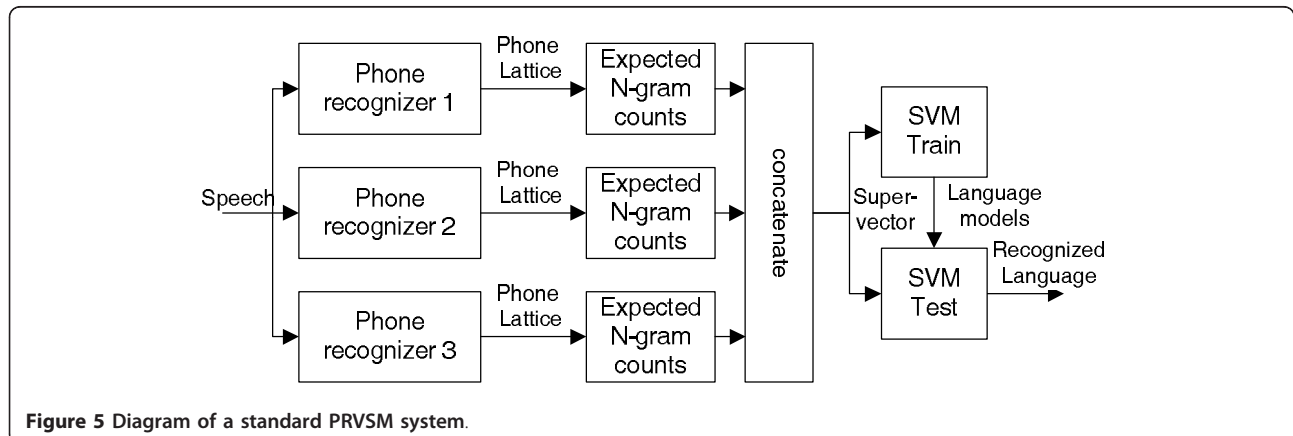 Phone
recognizer 1
Phone
Lattice
Expected
N-gram
counts
Speech
Phone
recognizer 2
Phone
Lattice
Expected
N-gram
counts
Phone
recognizer 3
Phone
Lattice
Expected
N-gram
counts
concatenate
Super-
vector
SVM
Train
Language
models
SVM
Test
Recognized
Language
Figure 5 Diagram of a standard PRVSM system.